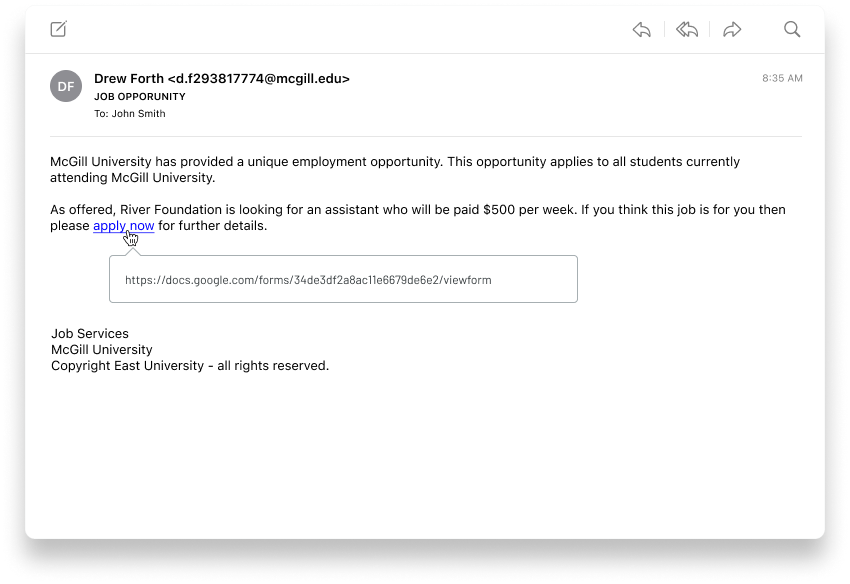 DF
Drew Forth <d.f293817774@mcgill.edu>
8:35 AM
JOB OPPORUNITY
To: John Smith
McGill University has provided a unique employment opportunity. This opportunity applies to all students currently
attending McGill University.
As offered, River Foundation is looking for an assistant who will be paid $500 per week. If you think this job is for you then
please apply now for further details.
https://docs.google.com/forms/34de3df2a8ac11e6679de6e2/viewform
Job Services
McGill University
Copyright East University - all rights reserved.